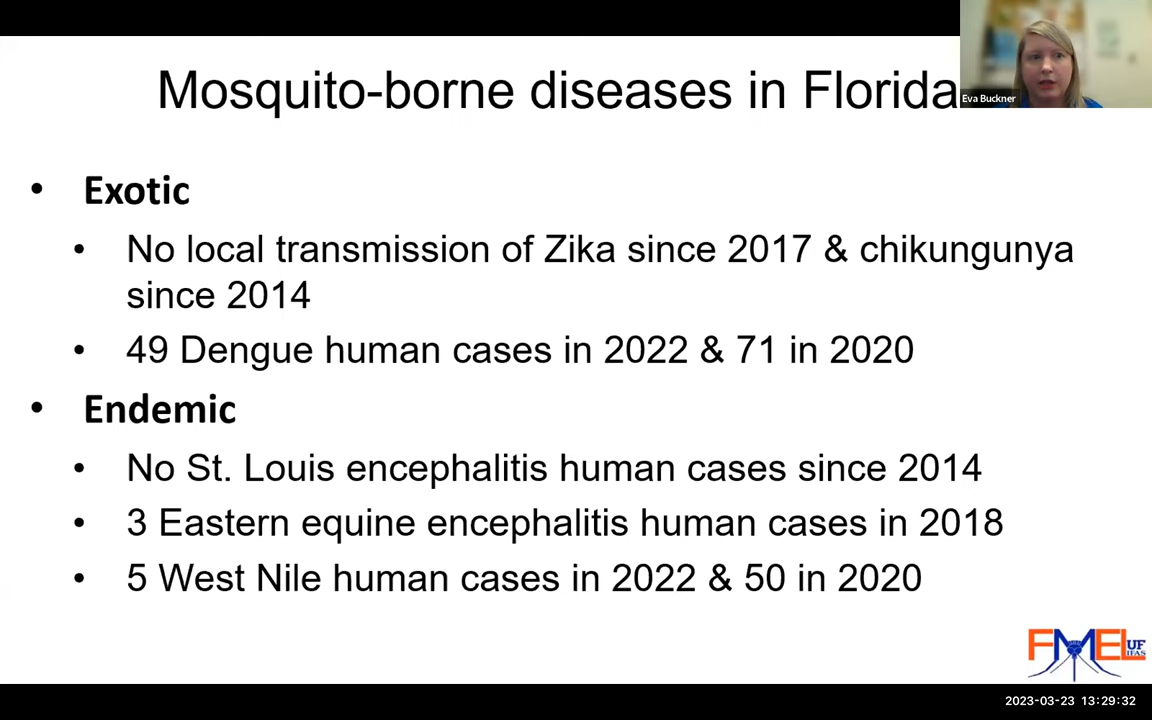 Mosquito-borne diseases in Florida
Eva Buckner
• Exotic
• No local transmission of Zika since 2017 & chikungunya
since 2014
• 49 Dengue human cases in 2022 & 71 in 2020
• Endemic
• No St. Louis encephalitis human cases since 2014
• 3 Eastern equine encephalitis human cases in 2018
• 5 West Nile human cases in 2022 & 50 in 2020
FMEL UF
IFAS
2023-03-23 13:29:32